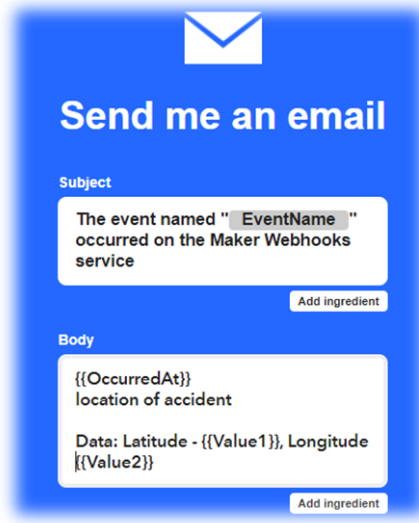 Send me an email
Subject
The event named " EventName "
occurred on the Maker Webhooks
service
Add ingredient
Body
{{OccurredAt}}
location of accident
Data: Latitude - {{Value1}}, Longitude
{{Value2}}
Add ingredient